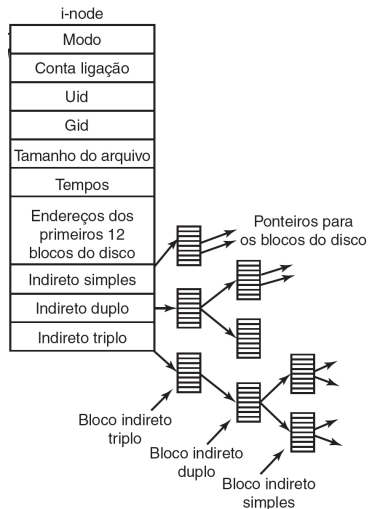 i-node
Modo
Conta ligação
Uid
Gid
Tamanho do arquivo
Tempos
Endereços dos
primeiros 12
blocos do disco
Indireto simples
Indireto duplo
Indireto triplo
Ponteiros para
os blocos do disco
Bloco indireto
triplo
Bloco indireto
duplo
Bloco indireto
simples